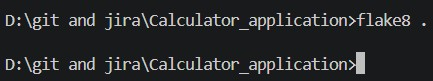 D:\git and jira\Calculator_application>flake8 .
D:\git and jira\Calculator_application>